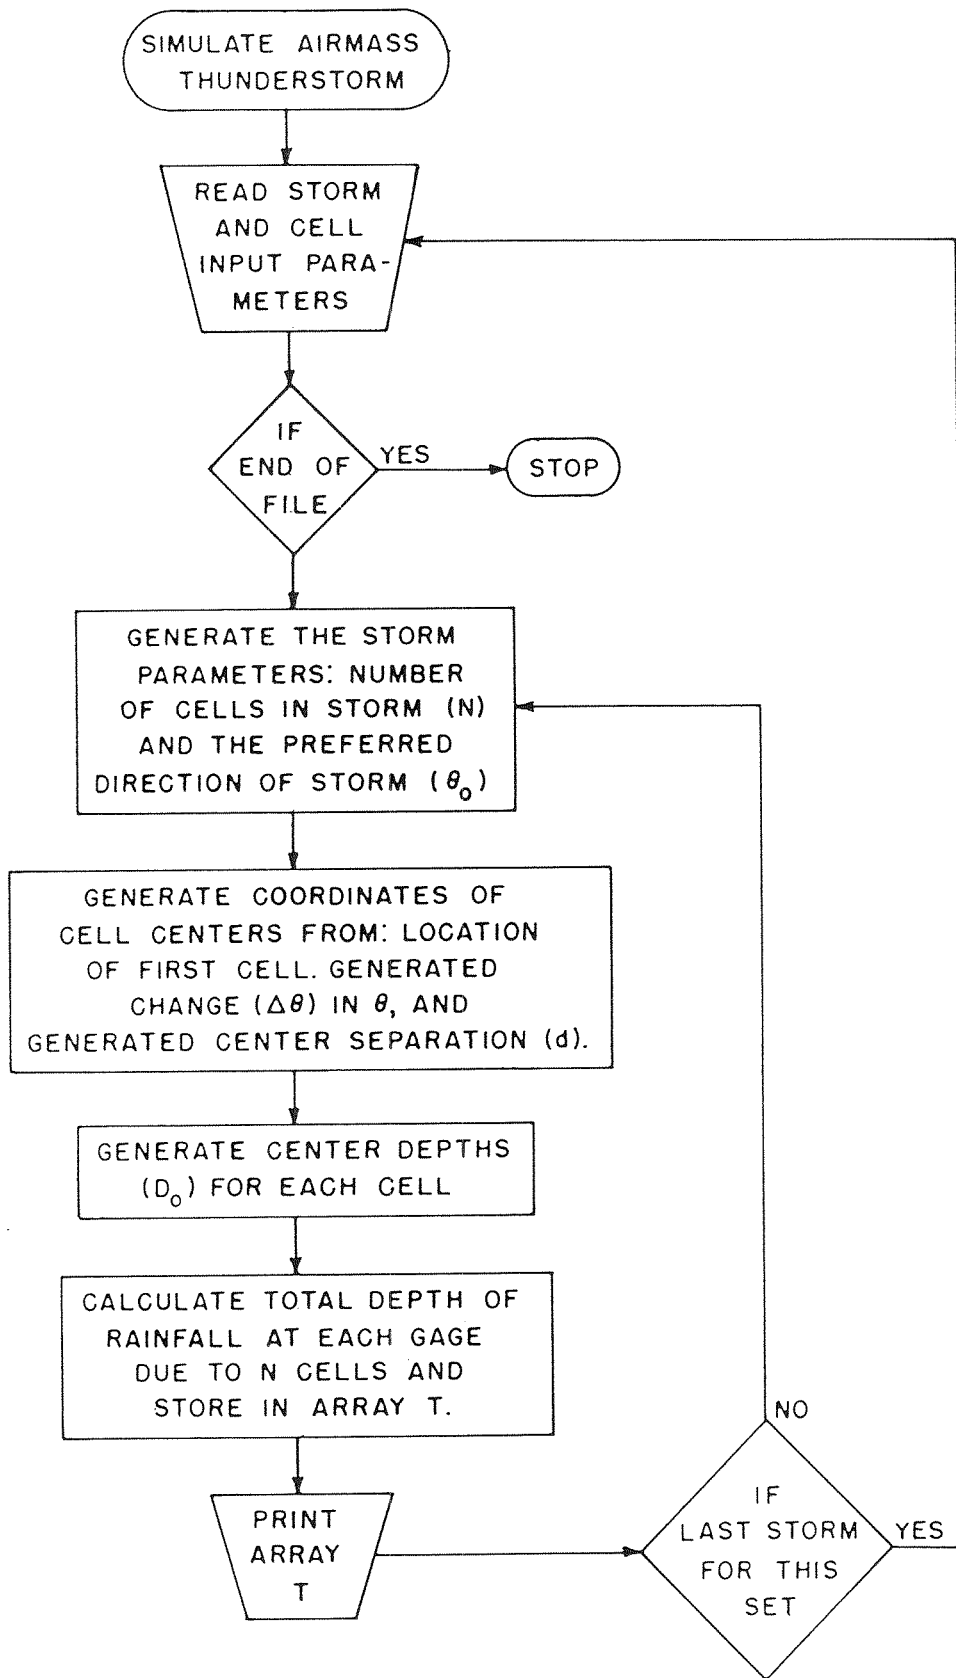 SIMULATE AIRMASS
THUNDERSTORM
READ STORM
AND CELL
INPUT PARA-
METERS
IF
END OF
FILE
YES
STOP
GENERATE THE STORM
PARAMETERS: NUMBER
OF CELLS IN STORM (N)
AND THE PREFERRED
DIRECTION OF STORM (θ₀)
GENERATE COORDINATES OF
CELL CENTERS FROM: LOCATION
OF FIRST CELL. GENERATED
CHANGE (Δθ) IN θ, AND
GENERATED CENTER SEPARATION (d).
GENERATE CENTER DEPTHS
(D₀) FOR EACH CELL
CALCULATE TOTAL DEPTH OF
RAINFALL AT EACH GAGE
DUE TO N CELLS AND
STORE IN ARRAY T.
PRINT
ARRAY
T
NO
IF
LAST STORM
FOR THIS
SET
YES